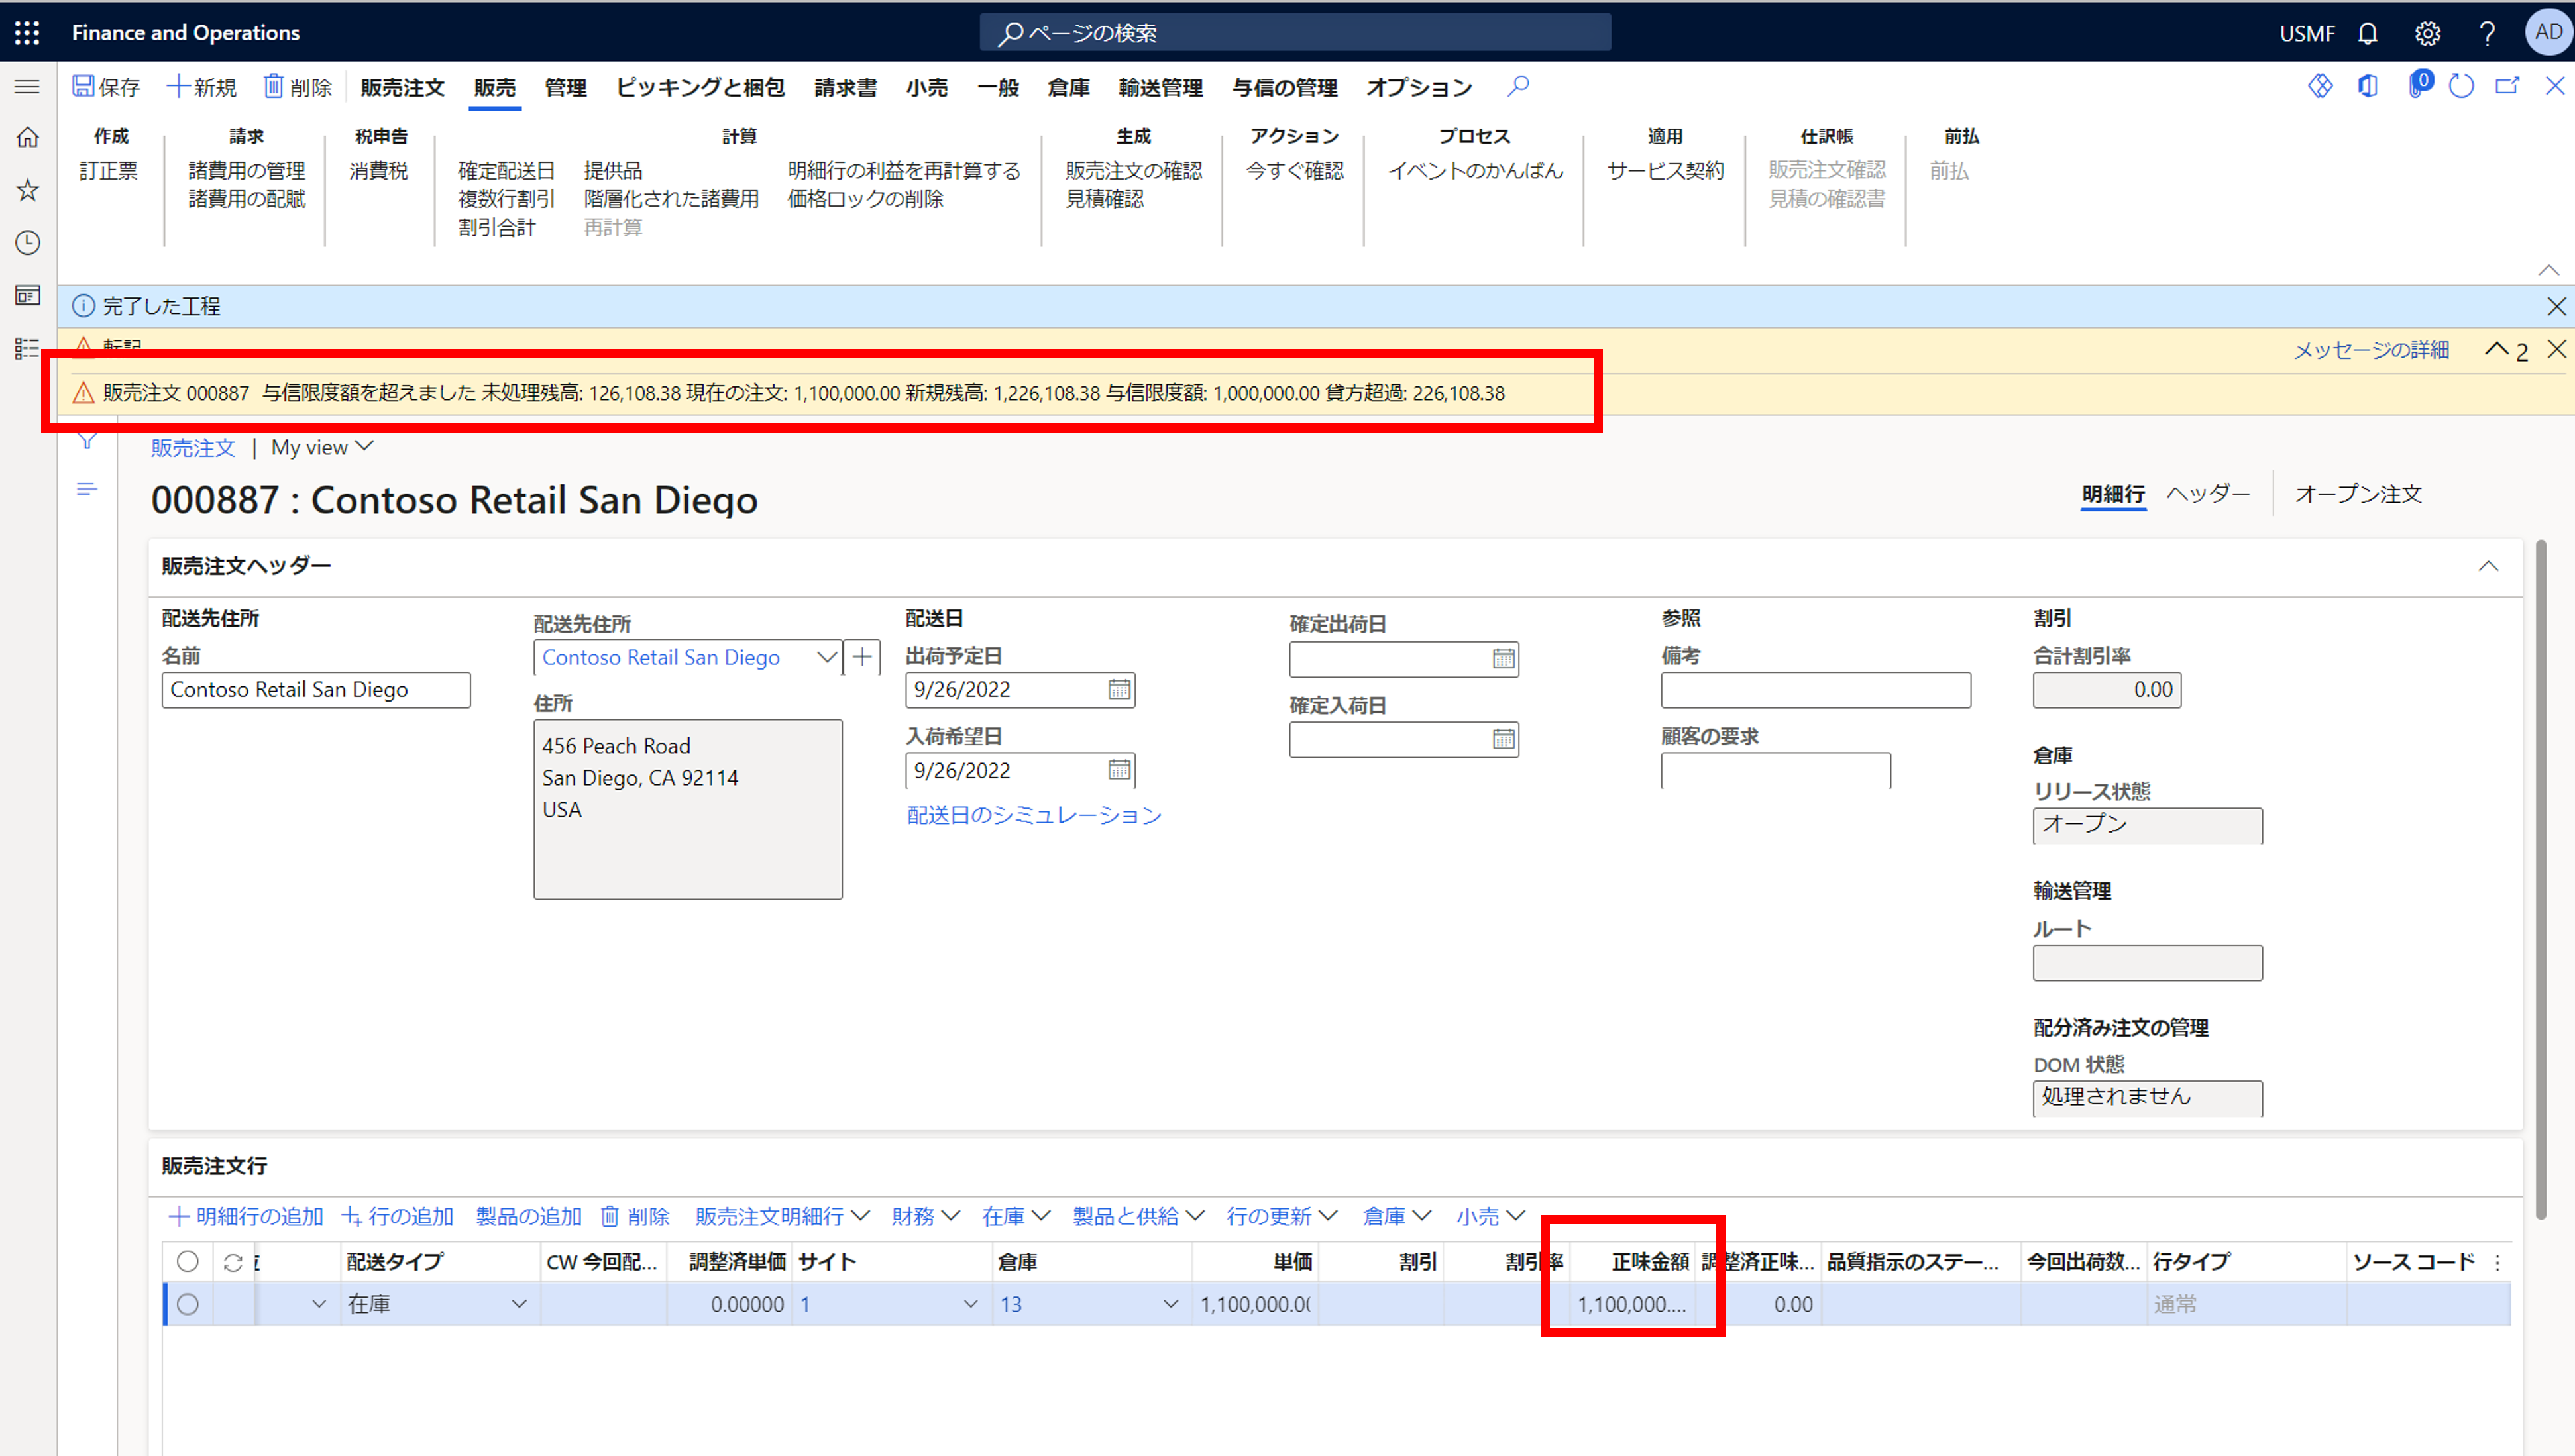 Finance and Operations
ページの検索
USMF
AD
保存 新規 削除 販売注文 販売 管理 ピッキングと梱包 請求書 小売 一般 倉庫 輸送管理 与信の管理 オプション
0
作成 請求 税申告 計算 生成 アクション プロセス 適用 仕訳帳 前払
訂正票 諸費用の管理 消費税 確定配送日 提供品 明細行の利益を再計算する 販売注文の確認 今すぐ確認 イベントのかんばん サービス契約 販売注文確認 前払
諸費用の配賦 複数行割引 階層化された諸費用 価格ロックの削除 見積確認 見積の確認書
割引合計 再計算
完了した工程
転記
メッセージの詳細 2
販売注文 000887 与信限度額を超えました 未処理残高: 126,108.38 現在の注文: 1,100,000.00 新規残高: 1,226,108.38 与信限度額: 1,000,000.00 貸方超過: 226,108.38
販売注文 | My view
000887 : Contoso Retail San Diego
明細行 ヘッダー オープン注文
販売注文ヘッダー
配送先住所
名前
Contoso Retail San Diego
配送先住所
Contoso Retail San Diego
住所
456 Peach Road
San Diego, CA 92114
USA
配送日
出荷予定日
9/26/2022
入荷希望日
9/26/2022
配送日のシミュレーション
確定出荷日
確定入荷日
参照
備考
顧客の要求
割引
合計割引率
0.00
倉庫
リリース状態
オープン
輸送管理
ルート
配分済み注文の管理
DOM 状態
処理されません
販売注文行
明細行の追加 行の追加 製品の追加 削除 販売注文明細行 財務 在庫 製品と供給 行の更新 倉庫 小売
配送タイプ CW 今回配... 調整済単価 サイト 倉庫 単価 割引 割引率 正味金額 調整済正味... 品質指示のステー... 今回出荷数... 行タイプ ソース コード
在庫 0.00000 1 13 1,100,000.0 1,100,000.... 0.00 通常